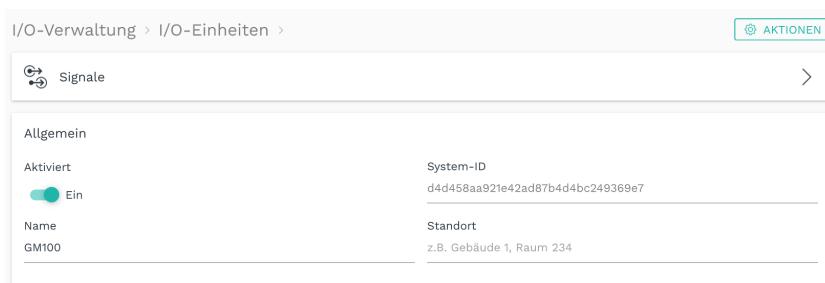 I/O-Verwaltung > I/O-Einheiten >
AKTIONEN
Signale
Allgemein
Aktiviert
Ein
System-ID
d4d458aa921e42ad87b4d4bc249369e7
Name
GM100
Standort
z.B. Gebäude 1, Raum 234